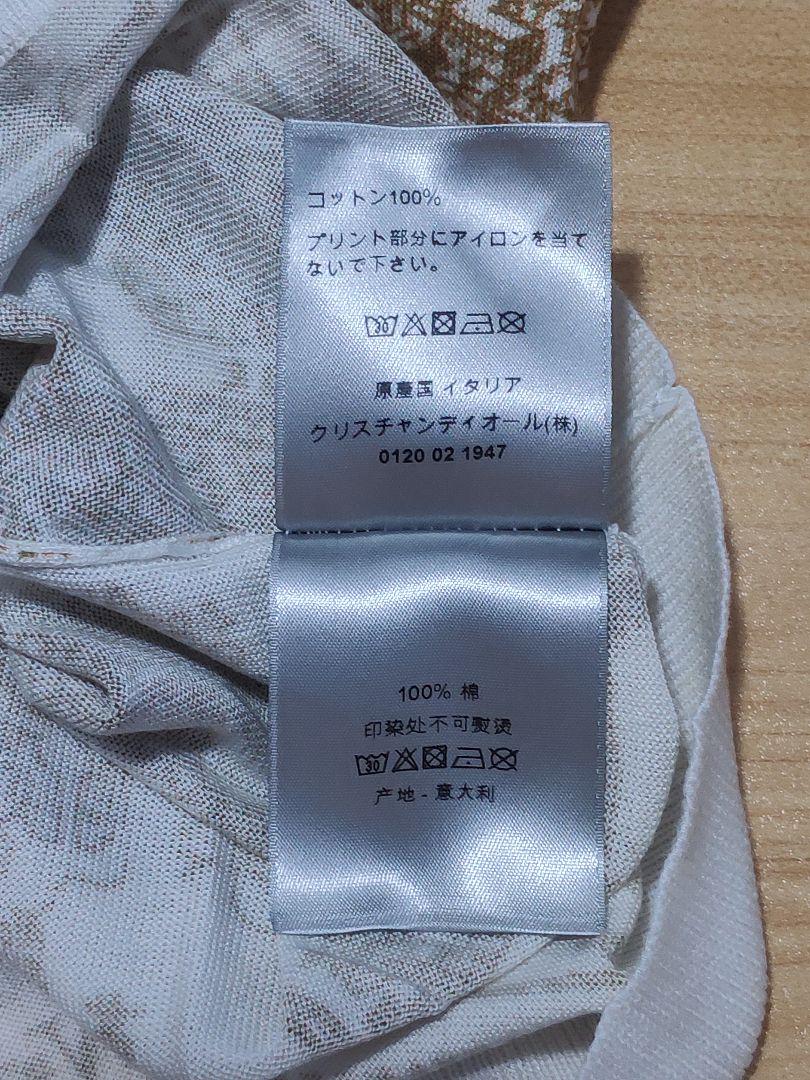 コットン100%
プリント部分にアイロンを当て
ないで下さい。
30
原産国 イタリア
クリスチャンディオール(株)
0120 02 1947
100% 棉
印染处不可熨烫
30
产地 - 意大利